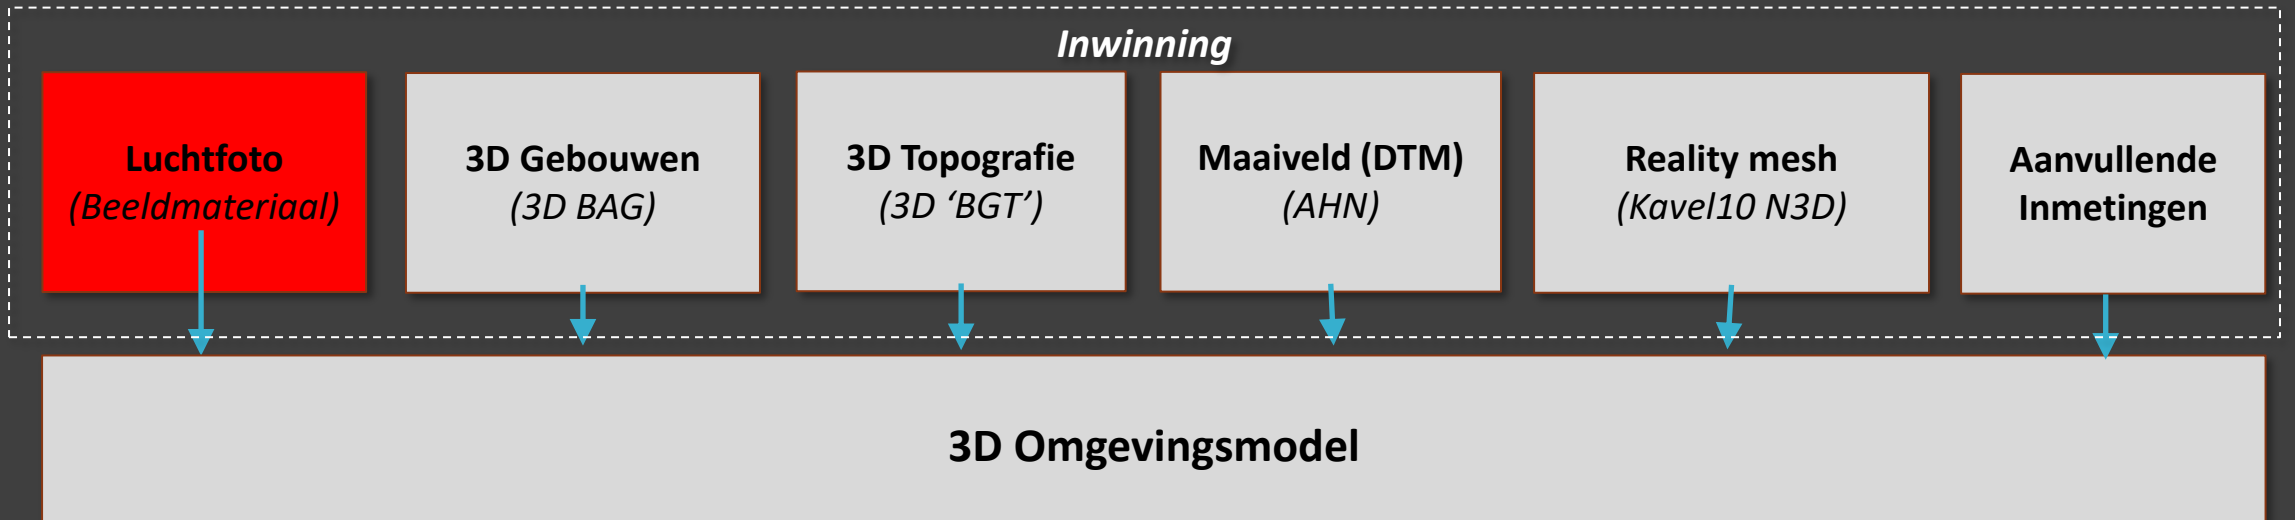 Inwinning
Luchtfoto
(Beeldmateriaal)
3D Gebouwen
(3D BAG)
3D Topografie
(3D ‘BGT’)
Maaiveld (DTM)
(AHN)
Reality mesh
(Kavel10 N3D)
Aanvullende
Inmetingen
3D Omgevingsmodel